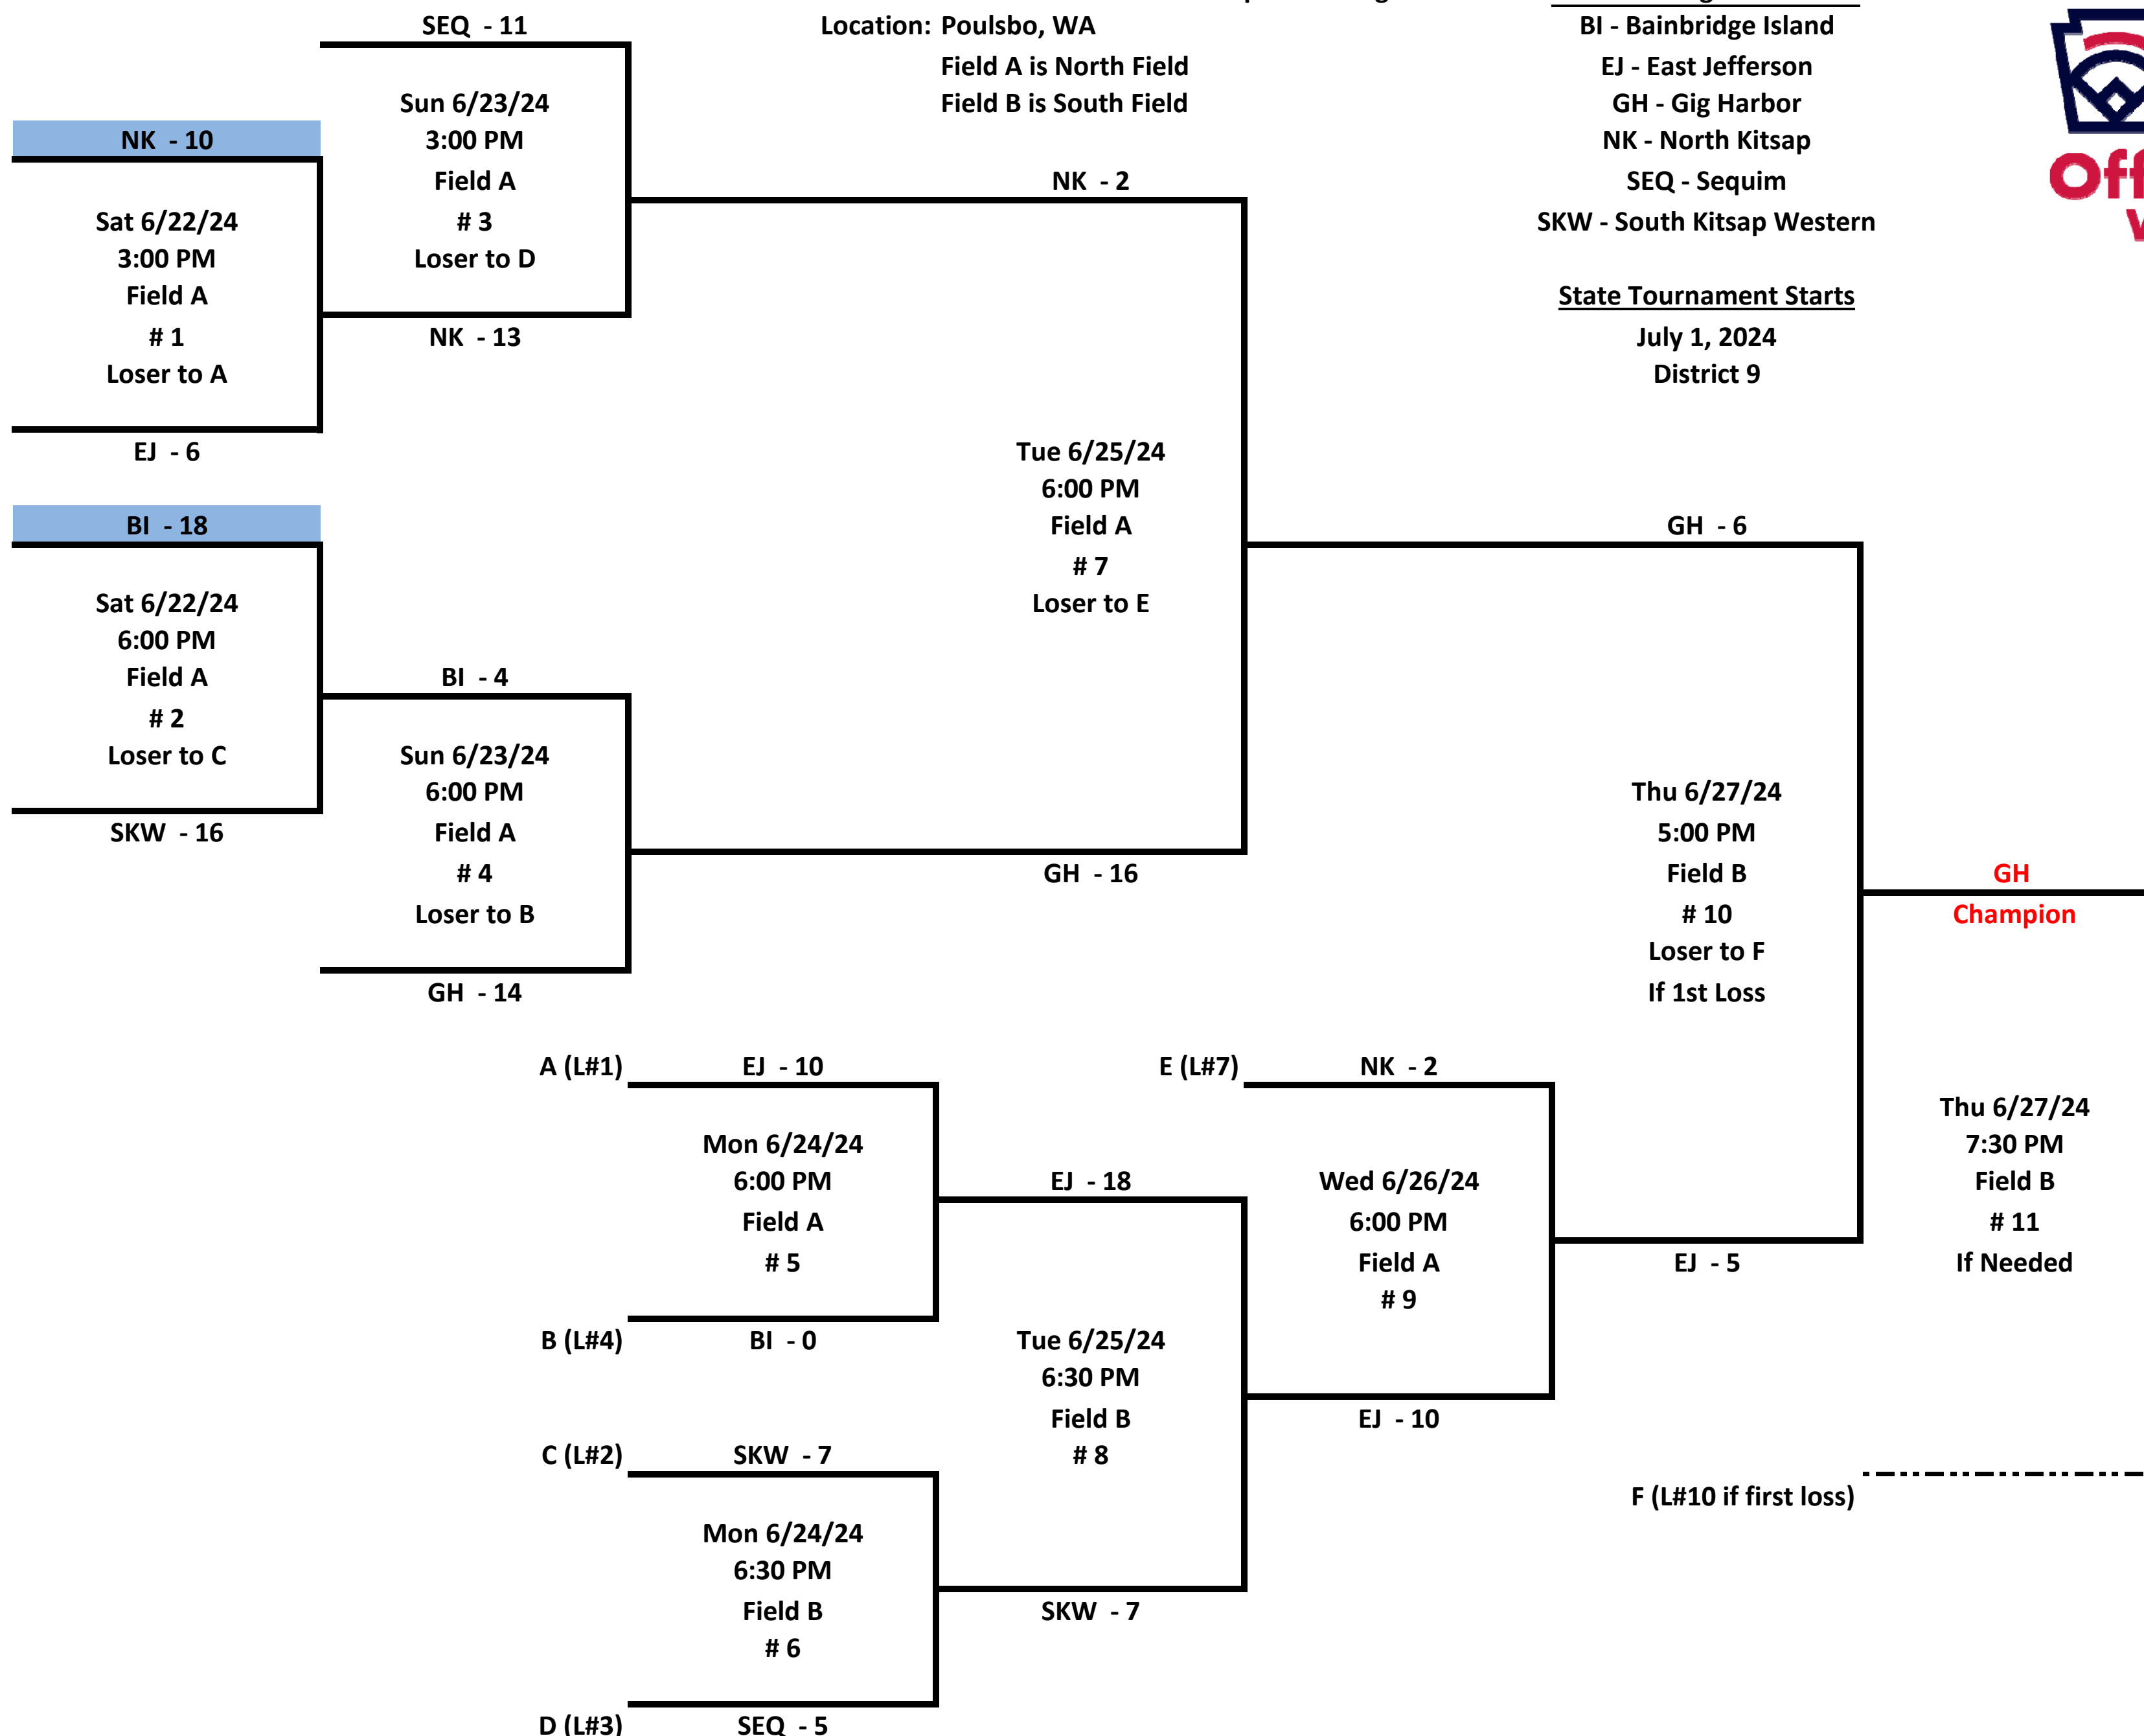 Location: Poulsbo, WA
Field A is North Field
Field B is South Field
BI - Bainbridge Island
EJ - East Jefferson
GH - Gig Harbor
NK - North Kitsap
SEQ - Sequim
SKW - South Kitsap Western
State Tournament Starts
July 1, 2024
District 9
SEQ - 11
Sun 6/23/24
3:00 PM
Field A
# 3
Loser to D
NK - 13
NK - 10
Sat 6/22/24
3:00 PM
Field A
# 1
Loser to A
EJ - 6
BI - 18
Sat 6/22/24
6:00 PM
Field A
# 2
Loser to C
SKW - 16
BI - 4
Sun 6/23/24
6:00 PM
Field A
# 4
Loser to B
GH - 14
NK - 2
Tue 6/25/24
6:00 PM
Field A
# 7
Loser to E
GH - 16
GH - 6
Thu 6/27/24
5:00 PM
Field B
# 10
Loser to F
If 1st Loss
EJ - 5
GH
Champion
Thu 6/27/24
7:30 PM
Field B
# 11
If Needed
A (L#1) EJ - 10
Mon 6/24/24
6:00 PM
Field A
# 5
B (L#4) BI - 0
C (L#2) SKW - 7
Mon 6/24/24
6:30 PM
Field B
# 6
D (L#3) SEQ - 5
EJ - 18
Tue 6/25/24
6:30 PM
Field B
# 8
SKW - 7
E (L#7) NK - 2
Wed 6/26/24
6:00 PM
Field A
# 9
EJ - 10
F (L#10 if first loss)